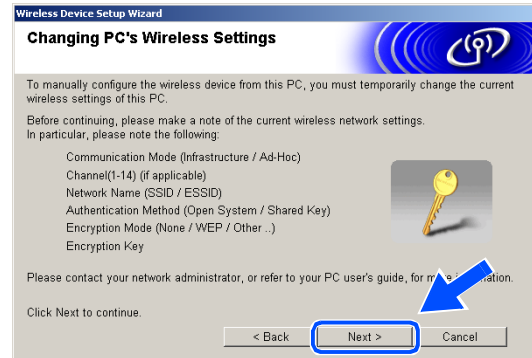 Wireless Device Setup Wizard
Changing PC's Wireless Settings
To manually configure the wireless device from this PC, you must temporarily change the current
wireless settings of this PC.
Before continuing, please make a note of the current wireless network settings.
In particular, please note the following:
Communication Mode (Infrastructure / Ad-Hoc)
Channel(1-14) (if applicable)
Network Name (SSID / ESSID)
Authentication Method (Open System / Shared Key)
Encryption Mode (None / WEP / Other ..)
Encryption Key
Please contact your network administrator, or refer to your PC user's guide, for
Click Next to continue.
< Back Next > Cancel